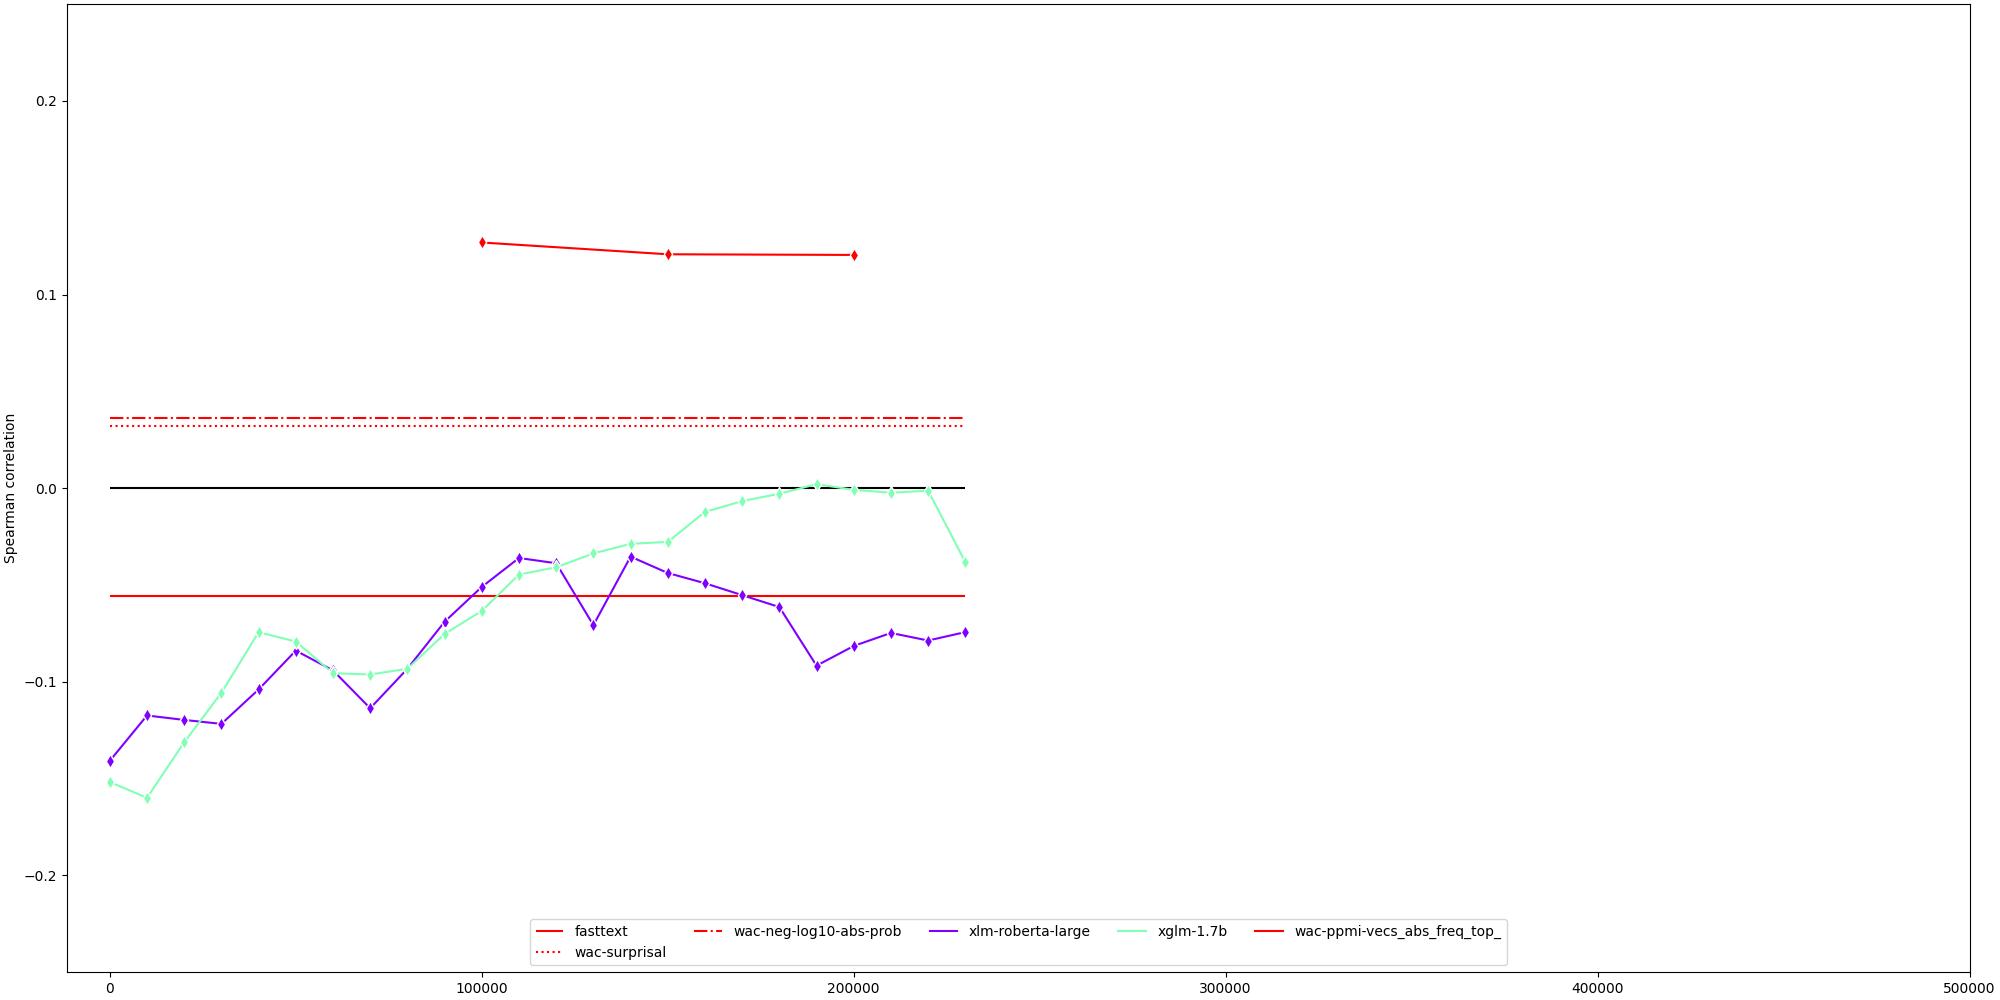 Spearman correlation
0.2
0.1
0.0
−0.1
−0.2
fasttext
wac-surprisal
wac-neg-log10-abs-prob
xlm-roberta-large
xglm-1.7b
wac-ppmi-vecs_abs_freq_top_
0
100000
200000
300000
400000
500000